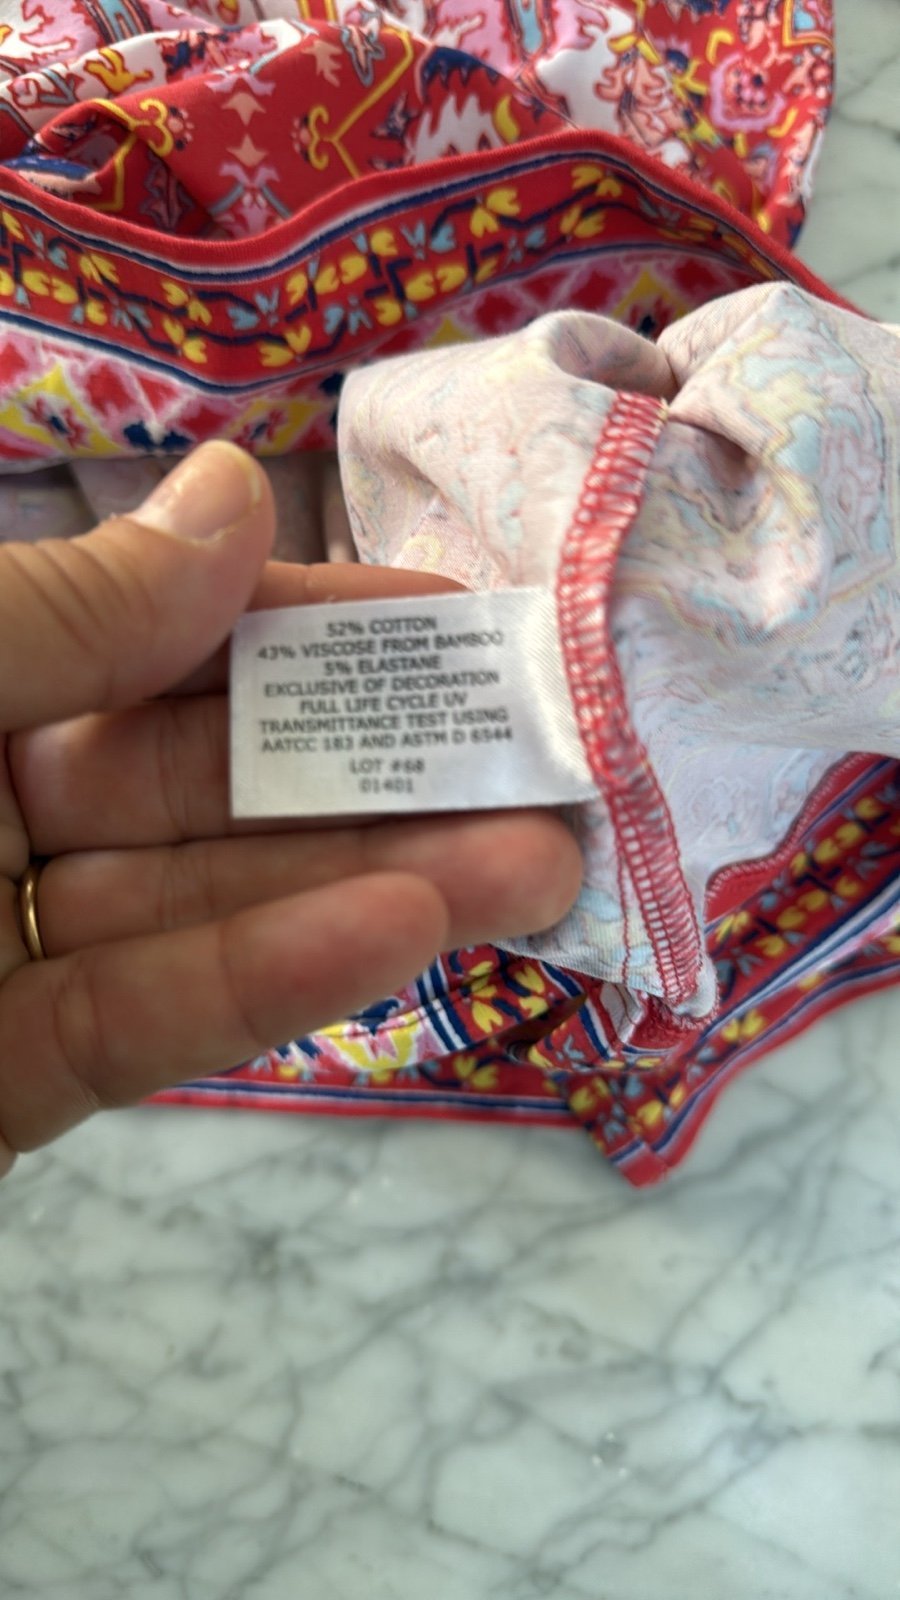 52% COTTON
43% VISCOSE FROM BAMBOO
5% ELASTANE
EXCLUSIVE OF DECORATION
FULL LIFE CYCLE UV
TRANSMITTANCE TEST USING
AATCC 183 AND ASTM D 6544
LOT #68
01401